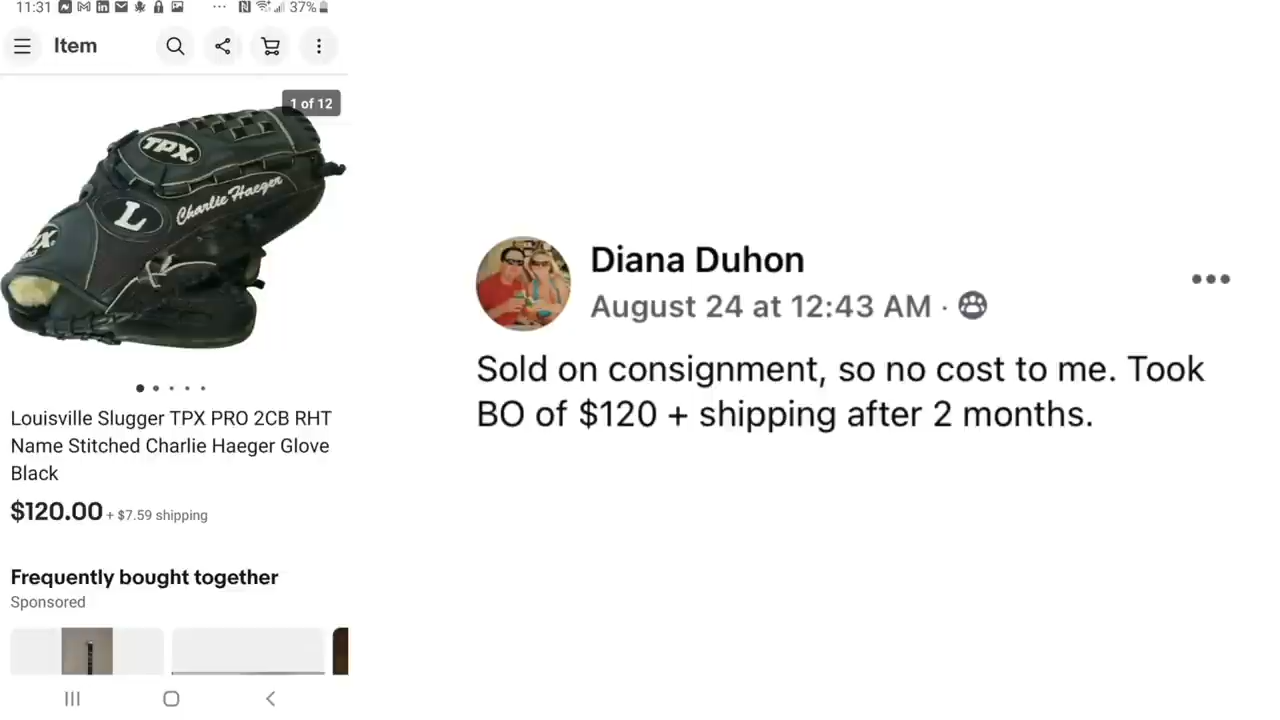 11:31
37%
Item
1 of 12
TPX
L
Charlie Haeger
Louisville Slugger TPX PRO 2CB RHT
Name Stitched Charlie Haeger Glove
Black
$120.00 + $7.59 shipping
Frequently bought together
Sponsored
Diana Duhon
August 24 at 12:43 AM ·
Sold on consignment, so no cost to me. Took
BO of $120 + shipping after 2 months.